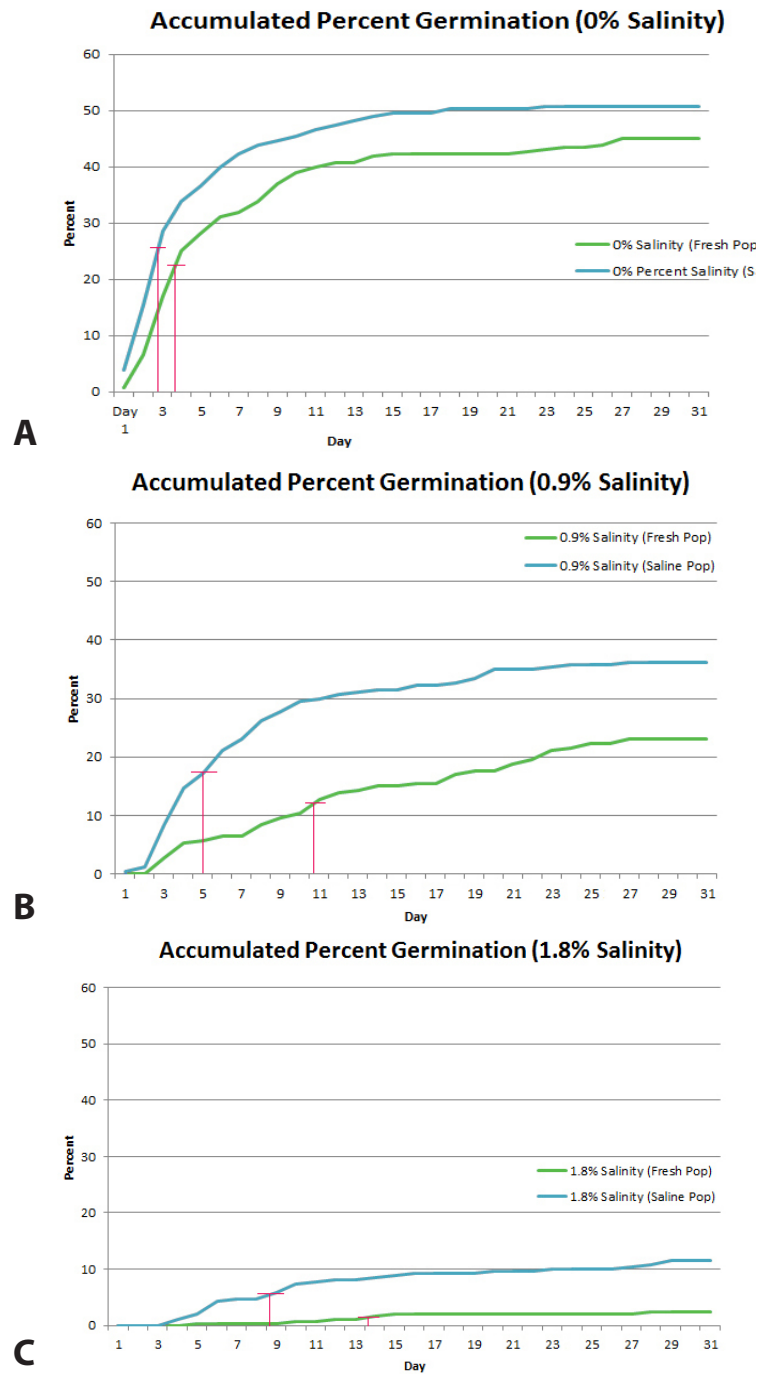 Accumulated Percent Germination (0% Salinity)
60
50
40
30
20
10
0
Percent
0% Salinity (Fresh Pop
0% Percent Salinity (S
Day 3 5 7 9 11 13 15 17 19 21 23 25 27 29 31
1
Day
A
Accumulated Percent Germination (0.9% Salinity)
60
50
40
30
20
10
0
Percent
0.9% Salinity (Fresh Pop)
0.9% Salinity (Saline Pop)
1 3 5 7 9 11 13 15 17 19 21 23 25 27 29 31
Day
B
Accumulated Percent Germination (1.8% Salinity)
60
50
40
30
20
10
0
Percent
1.8% Salinity (Fresh Pop)
1.8% Salinity (Saline Pop)
1 3 5 7 9 11 13 15 17 19 21 23 25 27 29 31
Day
C